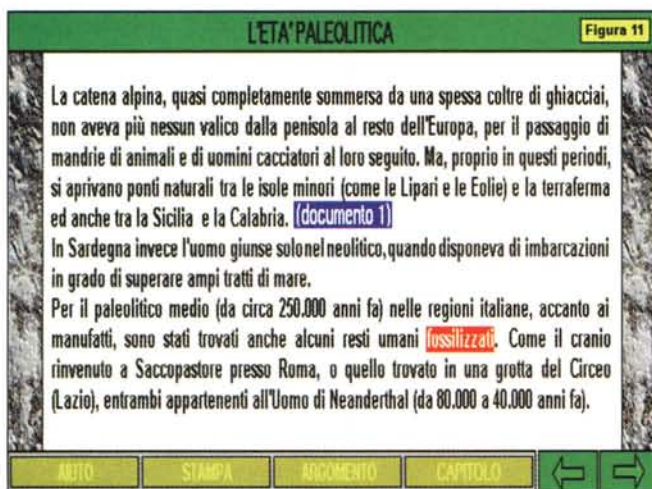 L'ETA' PALEOLITICA
Figura 11
La catena alpina, quasi completamente sommersa da una spessa coltre di ghiacciai,
non aveva più nessun valico dalla penisola al resto dell'Europa, per il passaggio di
mandrie di animali e di uomini cacciatori al loro seguito. Ma, proprio in questi periodi,
si aprivano ponti naturali tra le isole minori (come le Lipari e le Eolie) e la terraferma
ed anche tra la Sicilia e la Calabria. (documento 1)
In Sardegna invece l'uomo giunse solo nel neolitico, quando disponeva di imbarcazioni
in grado di superare ampi tratti di mare.
Per il paleolitico medio (da circa 250.000 anni fa) nelle regioni italiane, accanto ai
manufatti, sono stati trovati anche alcuni resti umani fossilizzati. Come il cranio
rinvenuto a Saccopastore presso Roma, o quello trovato in una grotta del Circeo
(Lazio), entrambi appartenenti all'Uomo di Neanderthal (da 80.000 a 40.000 anni fa).
AIUTO
STAMPA
ARGOMENTO
CAPITOLO